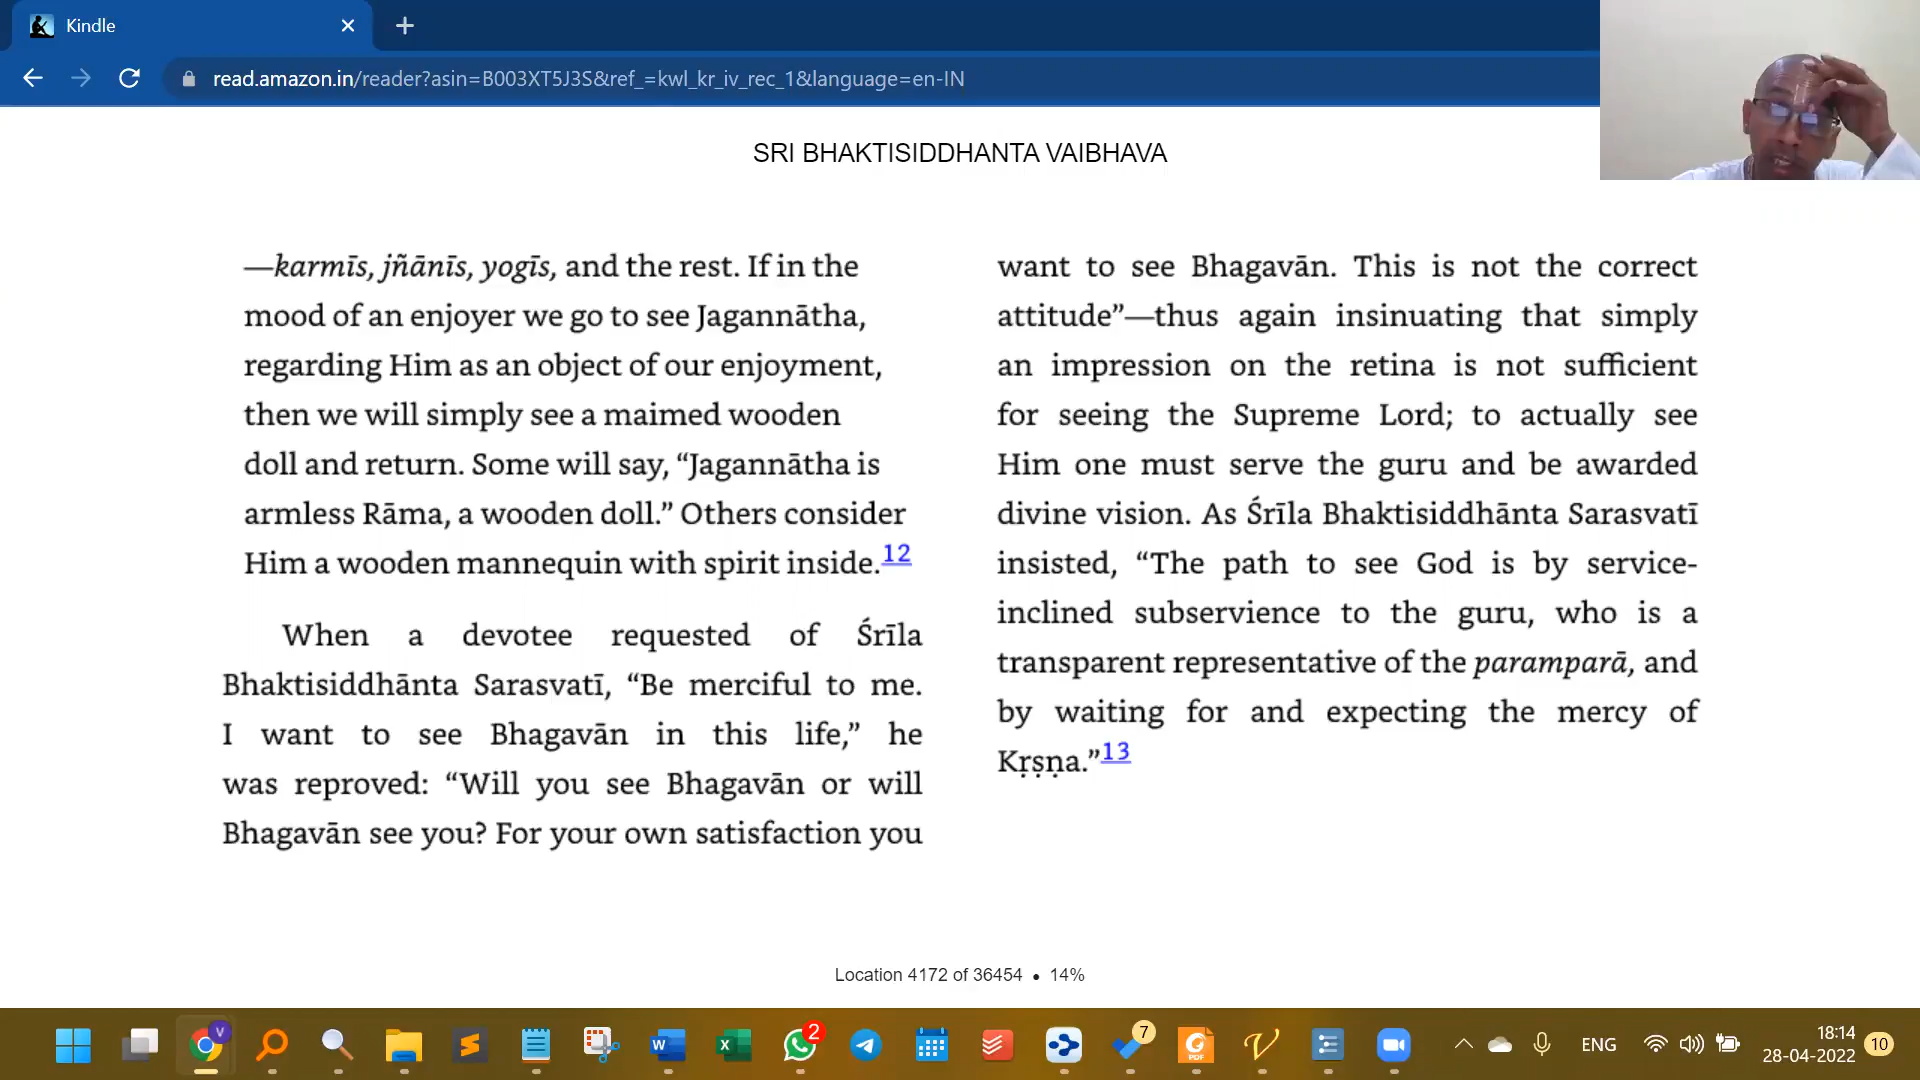 Kindle
read.amazon.in/reader?asin=B003XT5J3S&ref_=kwl_kr_iv_rec_1&language=en-IN
SRI BHAKTISIDDHANTA VAIBHAVA
—karmīs, jñānīs, yogīs, and the rest. If in the
mood of an enjoyer we go to see Jagannātha,
regarding Him as an object of our enjoyment,
then we will simply see a maimed wooden
doll and return. Some will say, “Jagannātha is
armless Rāma, a wooden doll.” Others consider
Him a wooden mannequin with spirit inside.12
When a devotee requested of Śrīla
Bhaktisiddhānta Sarasvatī, “Be merciful to me.
I want to see Bhagavān in this life,” he
was reproved: “Will you see Bhagavān or will
Bhagavān see you? For your own satisfaction you
want to see Bhagavān. This is not the correct
attitude”—thus again insinuating that simply
an impression on the retina is not sufficient
for seeing the Supreme Lord; to actually see
Him one must serve the guru and be awarded
divine vision. As Śrīla Bhaktisiddhānta Sarasvatī
insisted, “The path to see God is by service-
inclined subservience to the guru, who is a
transparent representative of the paramparā, and
by waiting for and expecting the mercy of
Kṛṣṇa.”13
Location 4172 of 36454 • 14%
V
2
7
PDF
ENG
18:14
28-04-2022
10